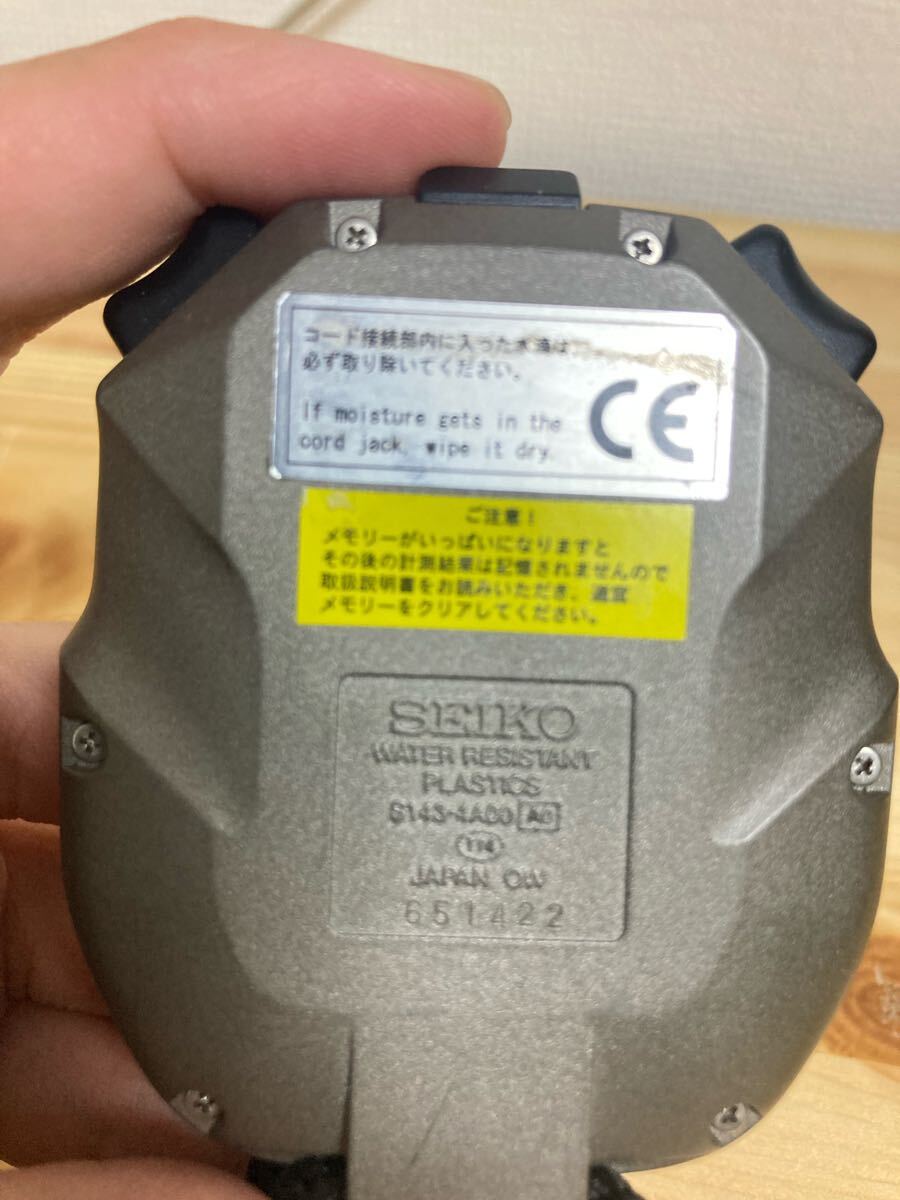 コード接続部内に入った水滴は、
必ず取り除いてください。
If moisture gets in the
cord jack, wipe it dry.
CE
ご注意!
メモリーがいっぱいになりますと
その後の計測結果は記憶されませんので
取扱説明書をお読みいただき、適宜
メモリーをクリアしてください。
SEIKO
WATER RESISTANT
PLASTICS
S143-4A00 A0
JAPAN OW
651422